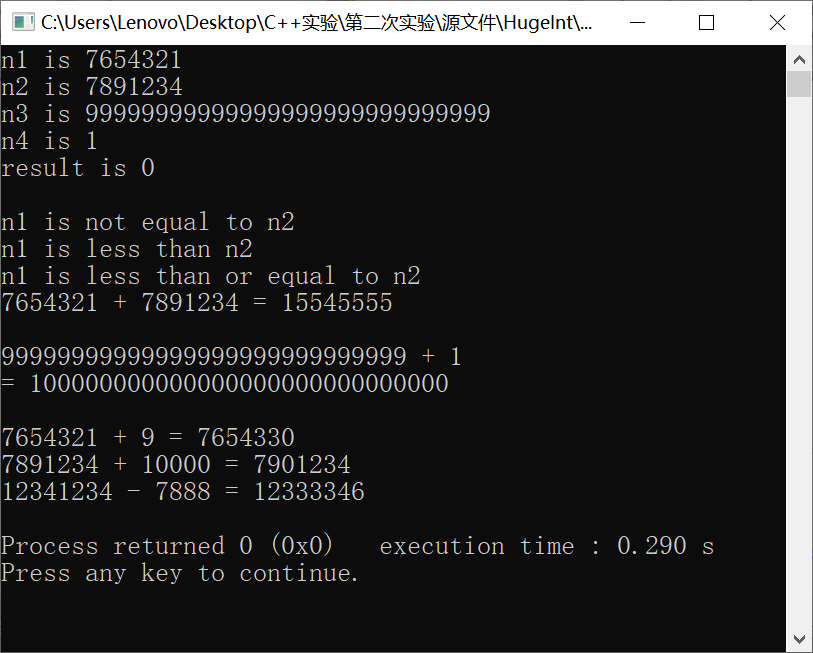 C:\Users\Lenovo\Desktop\C++实验\第二次实验\源文件\HugeInt\...
n1 is 7654321
n2 is 7891234
n3 is 99999999999999999999999999999
n4 is 1
result is 0
n1 is not equal to n2
n1 is less than n2
n1 is less than or equal to n2
7654321 + 7891234 = 15545555
99999999999999999999999999999 + 1
= 100000000000000000000000000000
7654321 + 9 = 7654330
7891234 + 10000 = 7901234
12341234 - 7888 = 12333346
Process returned 0 (0x0)   execution time : 0.290 s
Press any key to continue.